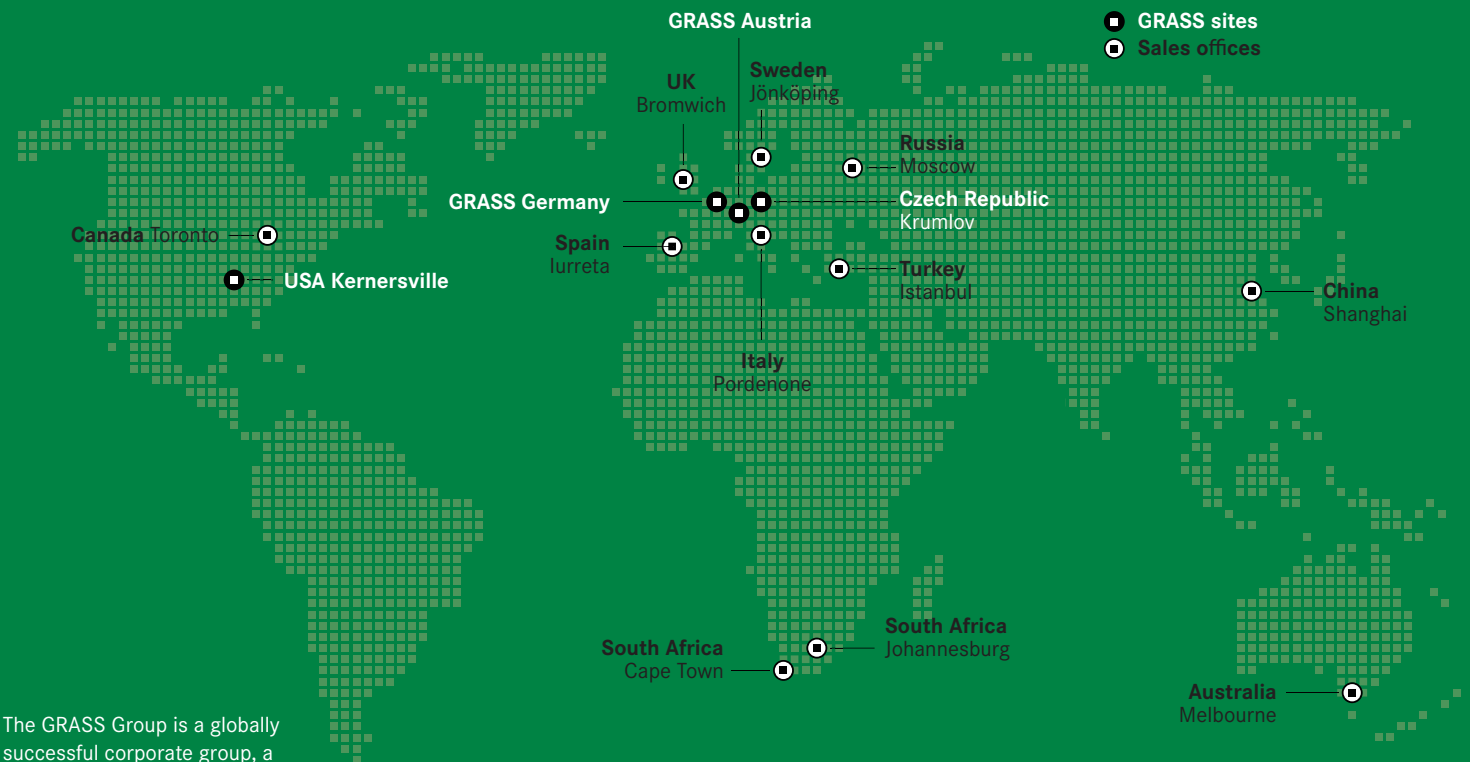 GRASS Austria
GRASS sites
Sales offices
UK
Bromwich
Sweden
Jönköping
Russia
Moscow
GRASS Germany
Czech Republic
Krumlov
Canada Toronto
Spain
Iurreta
USA Kernersville
Turkey
Istanbul
China
Shanghai
Italy
Pordenone
South Africa
Johannesburg
South Africa
Cape Town
Australia
Melbourne
The GRASS Group is a globally
successful corporate group, a